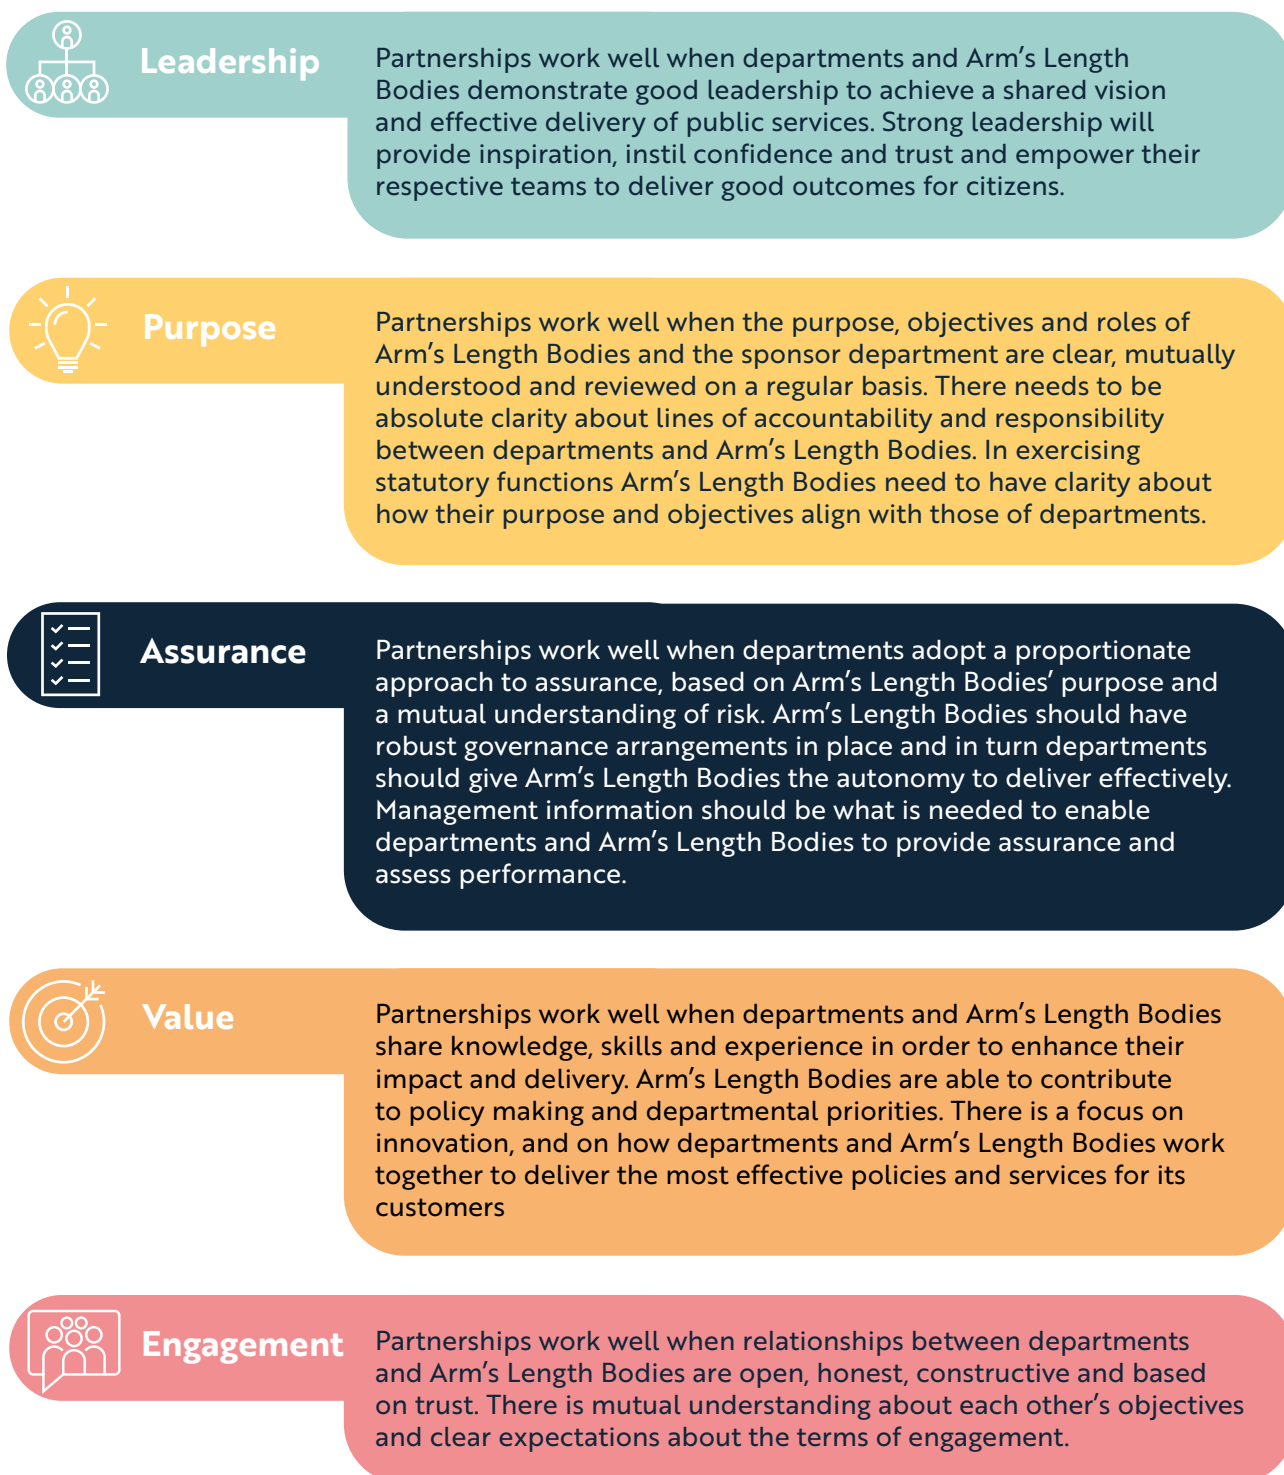 Leadership
Partnerships work well when departments and Arm’s Length
Bodies demonstrate good leadership to achieve a shared vision
and effective delivery of public services. Strong leadership will
provide inspiration, instil confidence and trust and empower their
respective teams to deliver good outcomes for citizens.
Purpose
Partnerships work well when the purpose, objectives and roles of
Arm’s Length Bodies and the sponsor department are clear, mutually
understood and reviewed on a regular basis. There needs to be
absolute clarity about lines of accountability and responsibility
between departments and Arm’s Length Bodies. In exercising
statutory functions Arm’s Length Bodies need to have clarity about
how their purpose and objectives align with those of departments.
Assurance
Partnerships work well when departments adopt a proportionate
approach to assurance, based on Arm’s Length Bodies’ purpose and
a mutual understanding of risk. Arm’s Length Bodies should have
robust governance arrangements in place and in turn departments
should give Arm’s Length Bodies the autonomy to deliver effectively.
Management information should be what is needed to enable
departments and Arm’s Length Bodies to provide assurance and
assess performance.
Value
Partnerships work well when departments and Arm’s Length Bodies
share knowledge, skills and experience in order to enhance their
impact and delivery. Arm’s Length Bodies are able to contribute
to policy making and departmental priorities. There is a focus on
innovation, and on how departments and Arm’s Length Bodies work
together to deliver the most effective policies and services for its
customers
Engagement
Partnerships work well when relationships between departments
and Arm’s Length Bodies are open, honest, constructive and based
on trust. There is mutual understanding about each other’s objectives
and clear expectations about the terms of engagement.